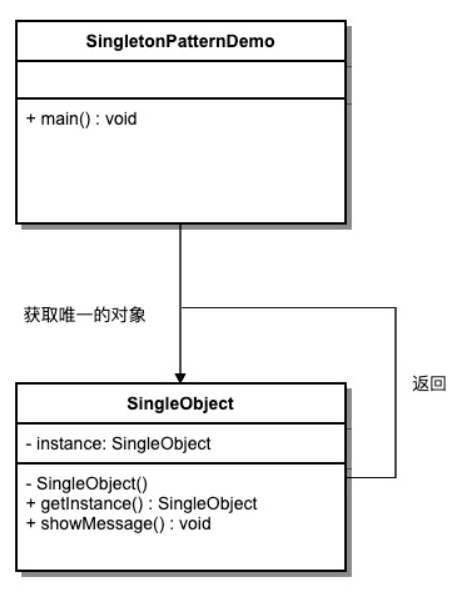 SingletonPatternDemo
+ main() : void
获取唯一的对象
返回
SingleObject
- instance: SingleObject
- SingleObject()
+ getInstance() : SingleObject
+ showMessage() : void